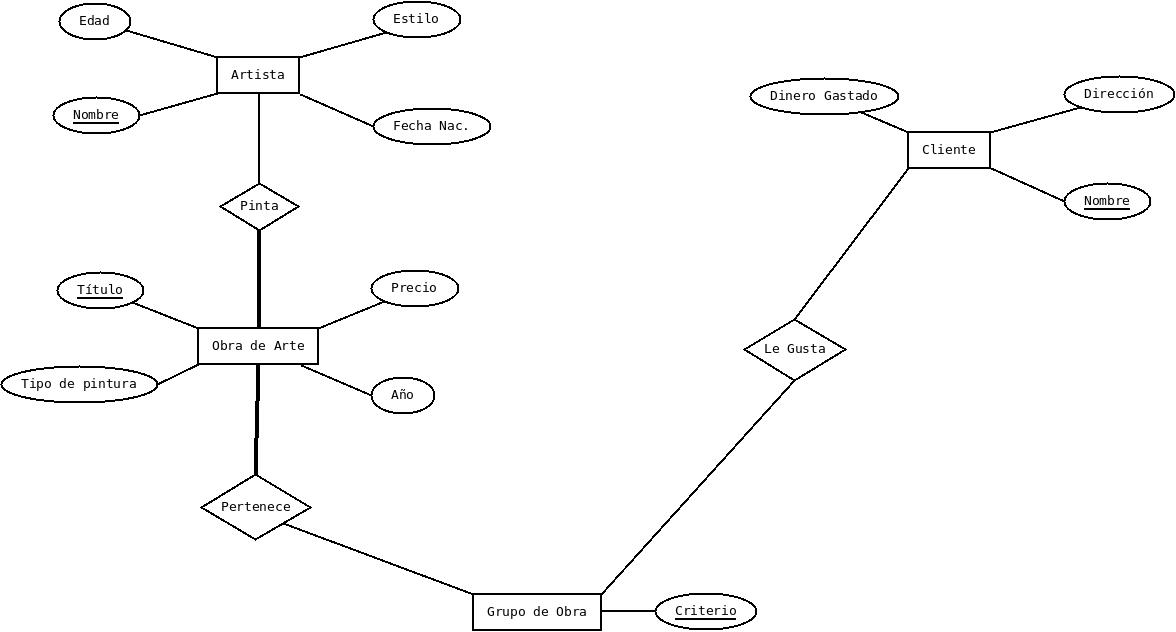 Edad
Estilo
Artista
Nombre
Fecha Nac.
Dinero Gastado
Dirección
Cliente
Nombre
Pinta
Título
Precio
Obra de Arte
Tipo de pintura
Año
Le Gusta
Pertenece
Grupo de Obra
Criterio